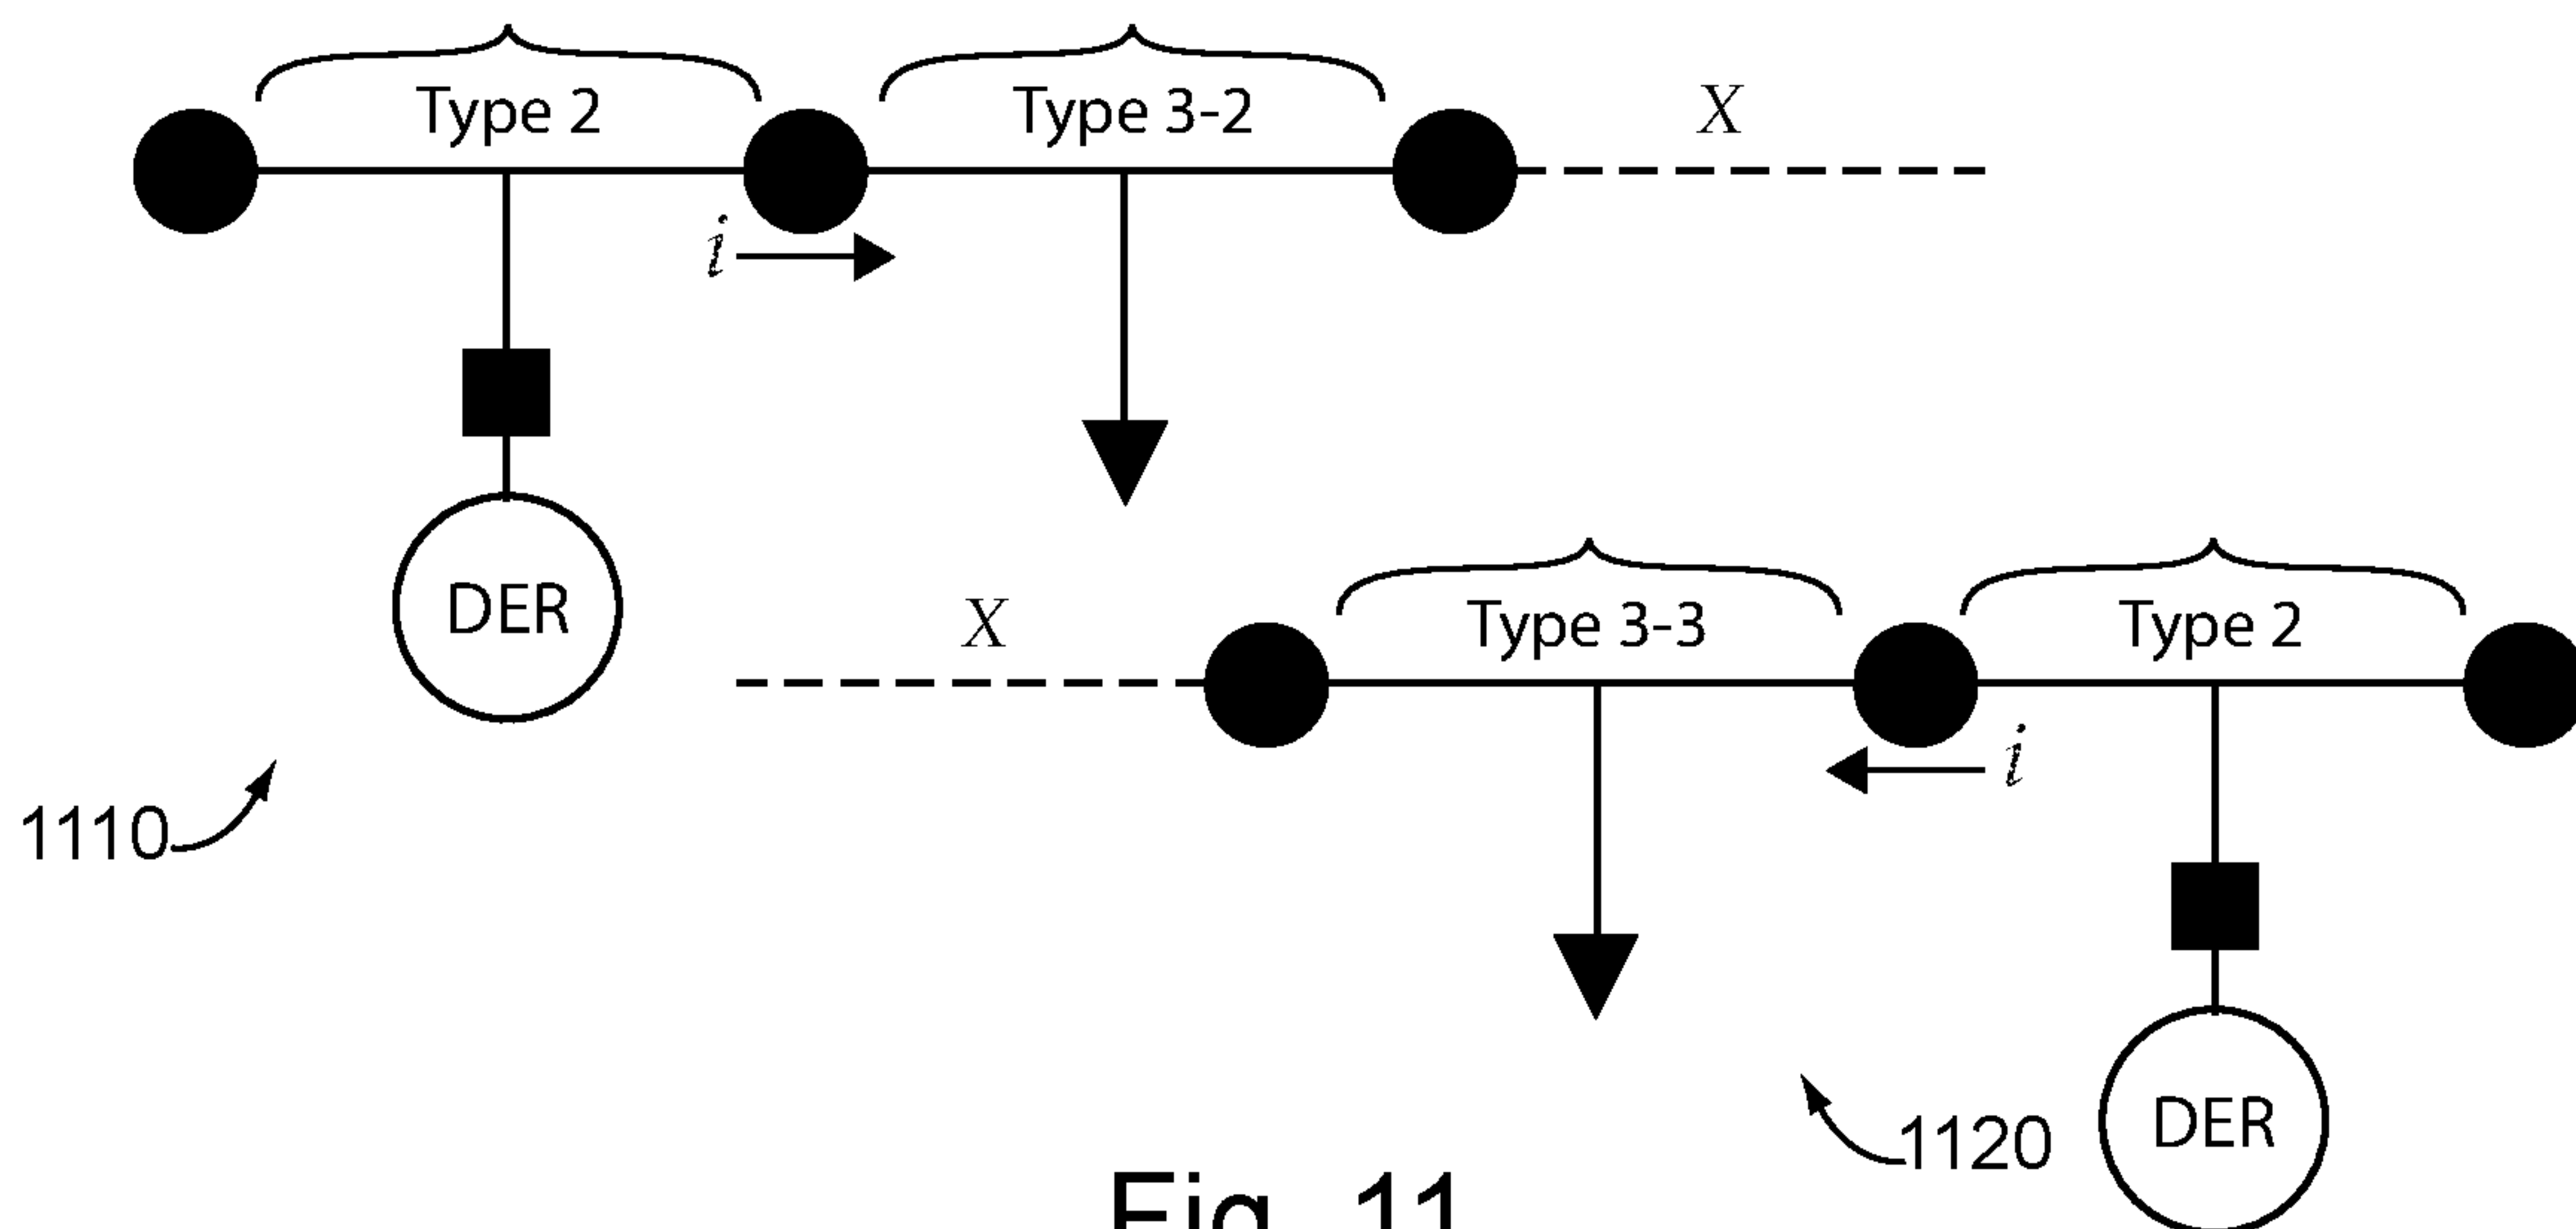 Type 2 Type 3-2 X
i
DER
X Type 3-3 Type 2
i
1110
1120 DER
Fig. 11